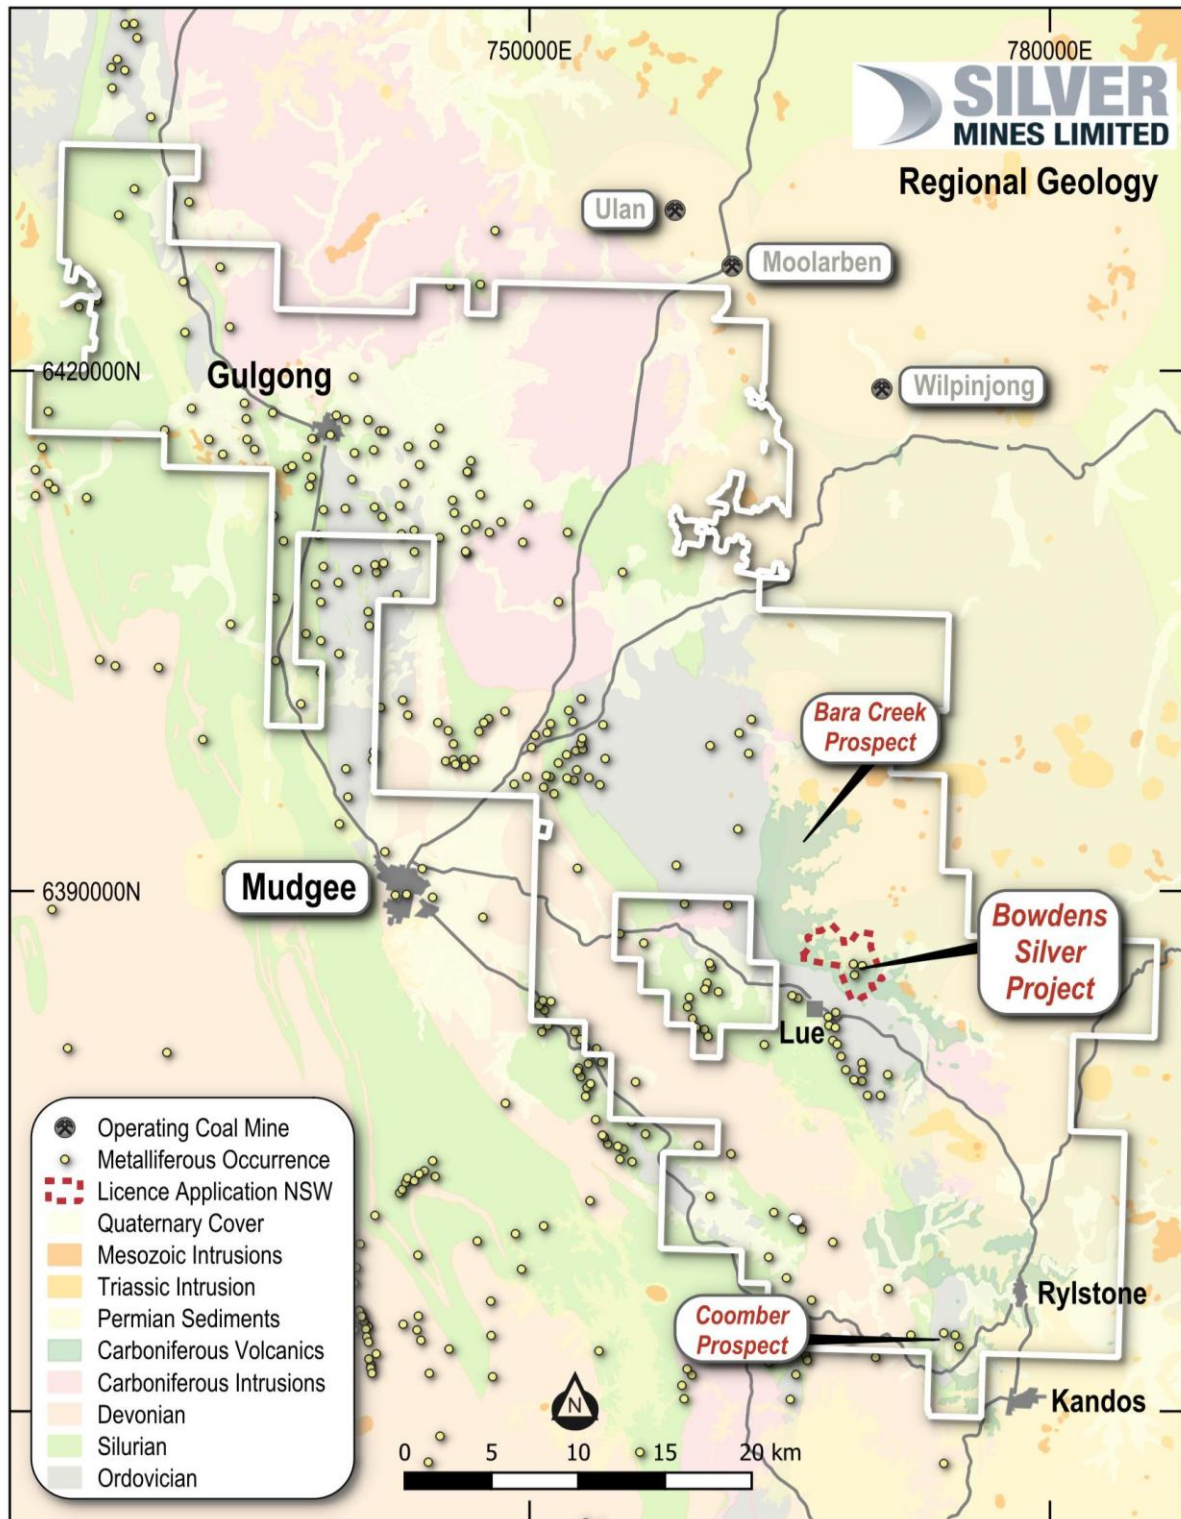 750000E
780000E
SILVER
MINES LIMITED
Regional Geology
Ulan
Moolarben
6420000N
Gulgong
Wilpinjong
Bara Creek
Prospect
Mudgee
6390000N
Bowdens
Silver
Project
Lue
Operating Coal Mine
Metalliferous Occurrence
Licence Application NSW
Quaternary Cover
Mesozoic Intrusions
Triassic Intrusion
Permian Sediments
Carboniferous Volcanics
Carboniferous Intrusions
Devonian
Silurian
Ordovician
Rylstone
Coomber
Prospect
Kandos
N
0 5 10 15 20 km